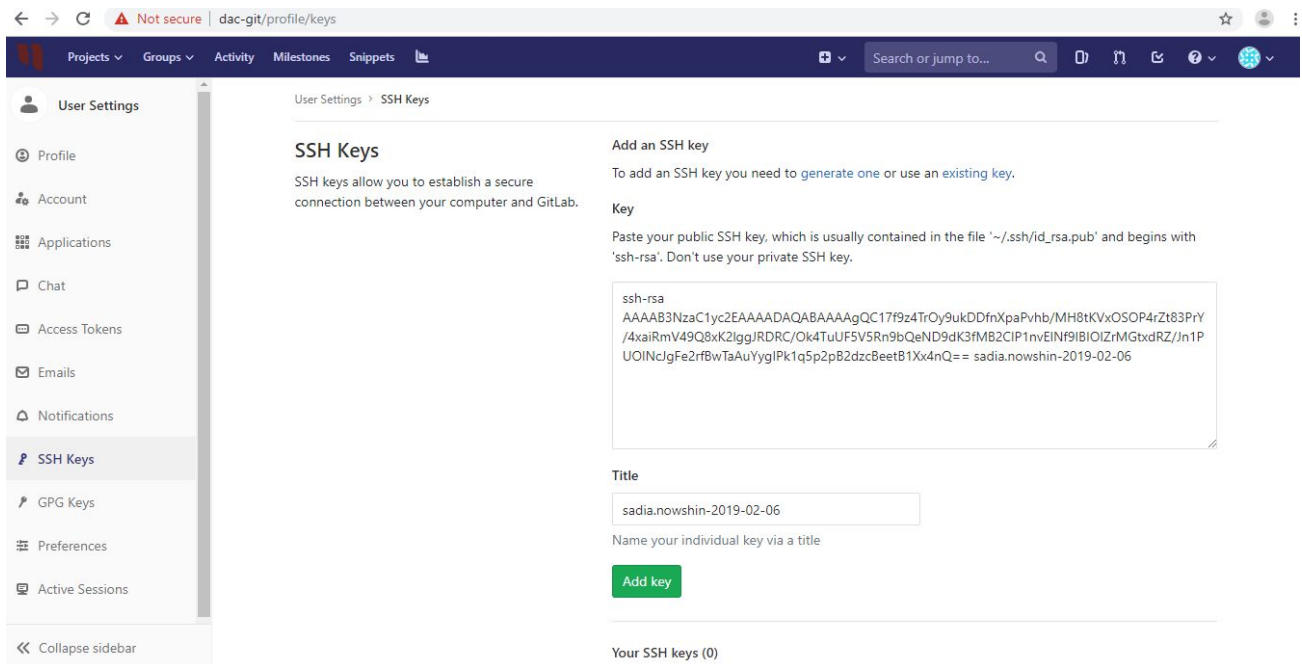 Not secure | dac-git/profile/keys
Projects Groups Activity Milestones Snippets Search or jump to...
User Settings
Profile
Account
Applications
Chat
Access Tokens
Emails
Notifications
SSH Keys
GPG Keys
Preferences
Active Sessions
Collapse sidebar
User Settings > SSH Keys
SSH Keys
SSH keys allow you to establish a secure
connection between your computer and GitLab.
Add an SSH key
To add an SSH key you need to generate one or use an existing key.
Key
Paste your public SSH key, which is usually contained in the file '~/.ssh/id_rsa.pub' and begins with
'ssh-rsa'. Don't use your private SSH key.
ssh-rsa
AAAAB3NzaC1yc2EAAAADAQABAAAAgQC17f9z4TrOy9ukDDfnXpaPvhb/MH8tKVxOSOP4rZt83PrY
/4xaiRmV49Q8xK2IggJRDRC/Ok4TuUF5V5Rn9bQeND9dK3fMB2CIP1nvEINf9IBIOIZrMGtxdRZ/Jn1P
UOINcJgFe2rfBwTaAuYygIPk1q5p2pB2dzcBeetB1Xx4nQ== sadia.nowshin-2019-02-06
Title
sadia.nowshin-2019-02-06
Name your individual key via a title
Add key
Your SSH keys (0)